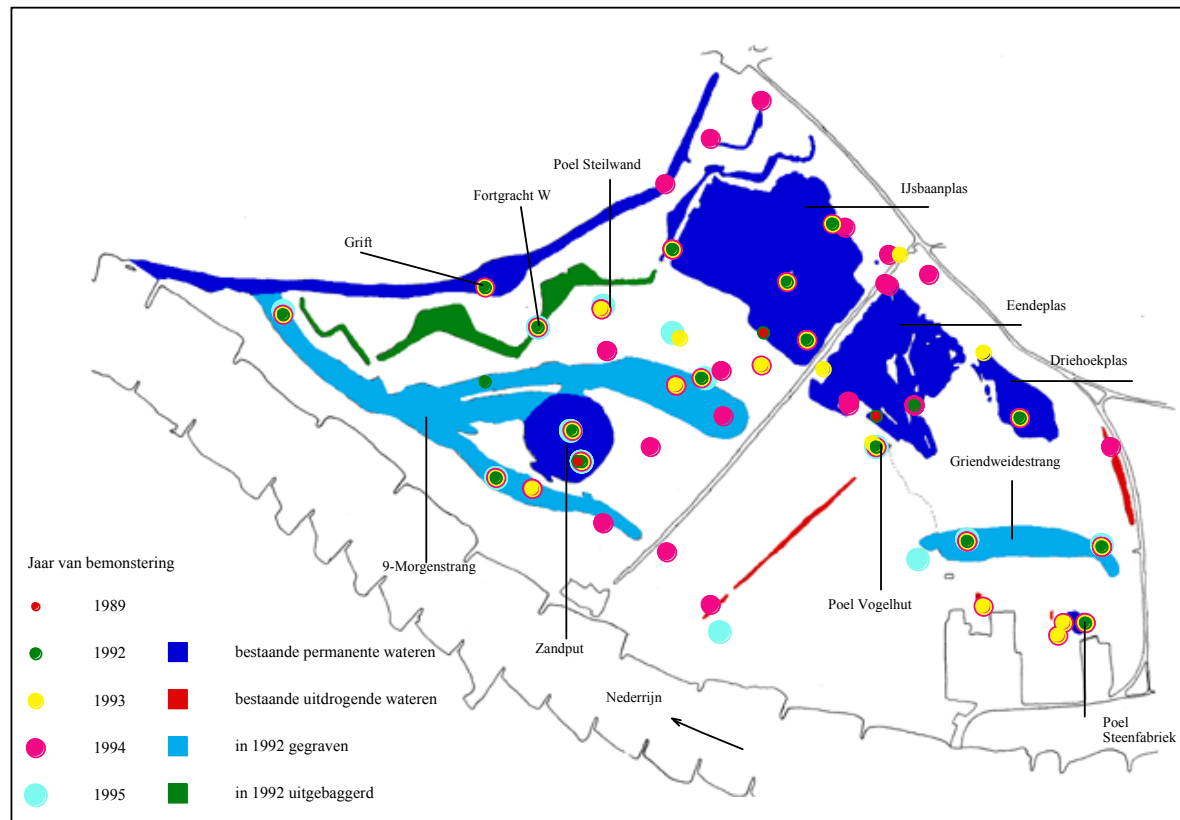 Poel Steilwand
Fortgracht W
IJsbaanplas
Grift
Eendeplas
Driehoekplas
Griendweidestrang
Jaar van bemonstering
9-Morgenstrang
1989
Poel Vogelhut
1992
bestaande permanente wateren
Zandput
1993
bestaande uitdrogende wateren
Nederrijn
1994
in 1992 gegraven
Poel
Steenfabriek
1995
in 1992 uitgebaggerd